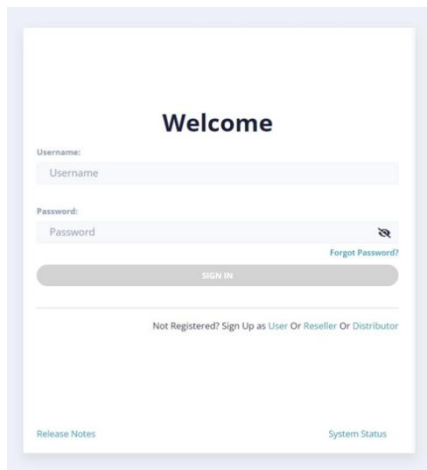 Welcome
Username:
Username
Password:
Password
Forgot Password?
SIGN IN
Not Registered? Sign Up as User Or Reseller Or Distributor
Release Notes
System Status